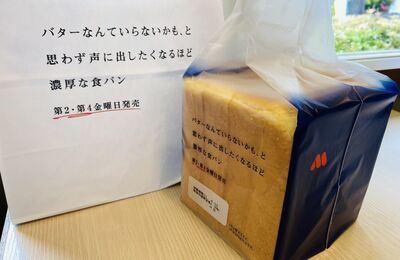 バターなんていらないかも、と
思わず声に出したくなるほど
濃厚な食パン
第2・第4金曜日発売
バターなんていらないかも、と
思わず声に出したくなるほど
濃厚な食パン